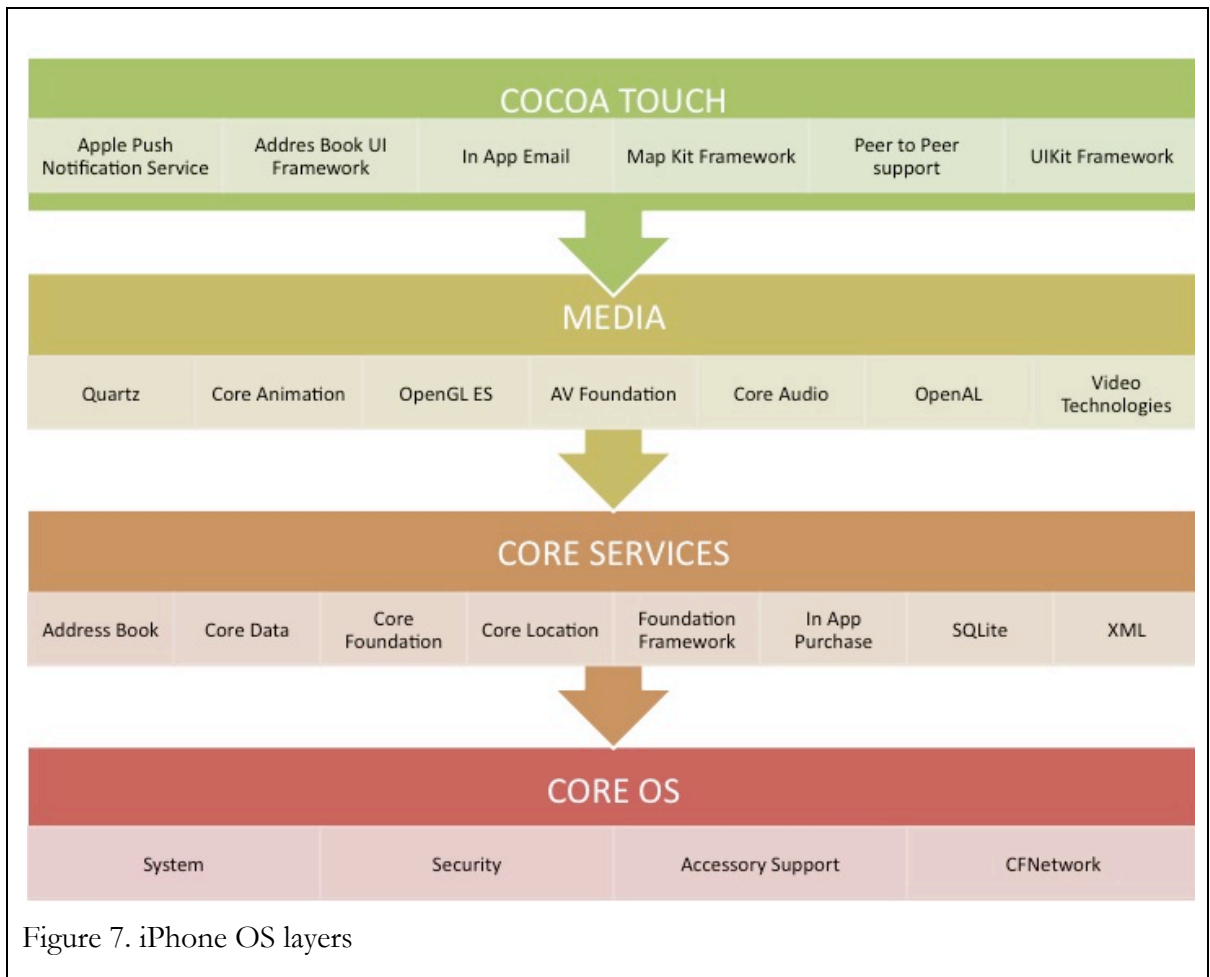 COCOA TOUCH
Apple Push
Notification Service
Addres Book UI
Framework
In App Email
Map Kit Framework
Peer to Peer
support
UIKit Framework
MEDIA
Quartz
Core Animation
OpenGL ES
AV Foundation
Core Audio
OpenAL
Video
Technologies
CORE SERVICES
Address Book
Core Data
Core
Foundation
Core Location
Foundation
Framework
In App
Purchase
SQLite
XML
CORE OS
System
Security
Accessory Support
CFNetwork
Figure 7. iPhone OS layers